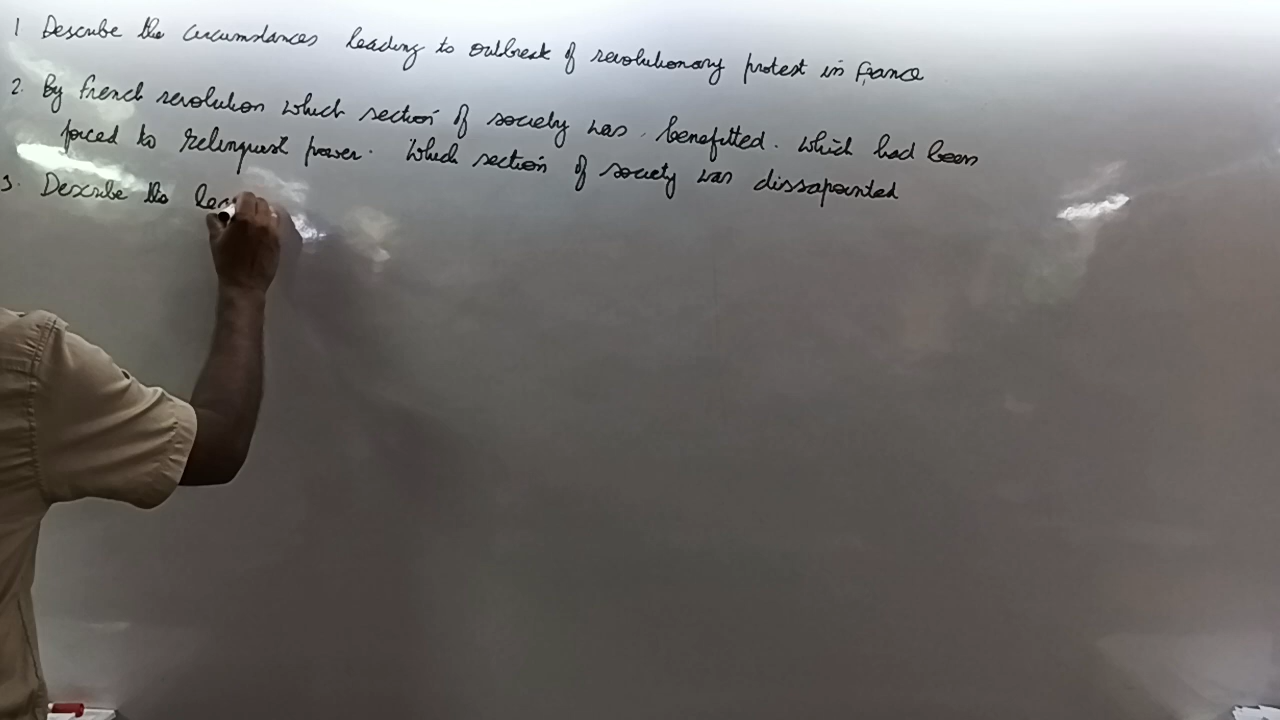 1 Describe the circumstances leading to outbreak of revolutionary protest in France
2. By French revolution which section of society was benefitted. which had been
forced to relinquest power. Which section of society was dissapointed
3. Describe the